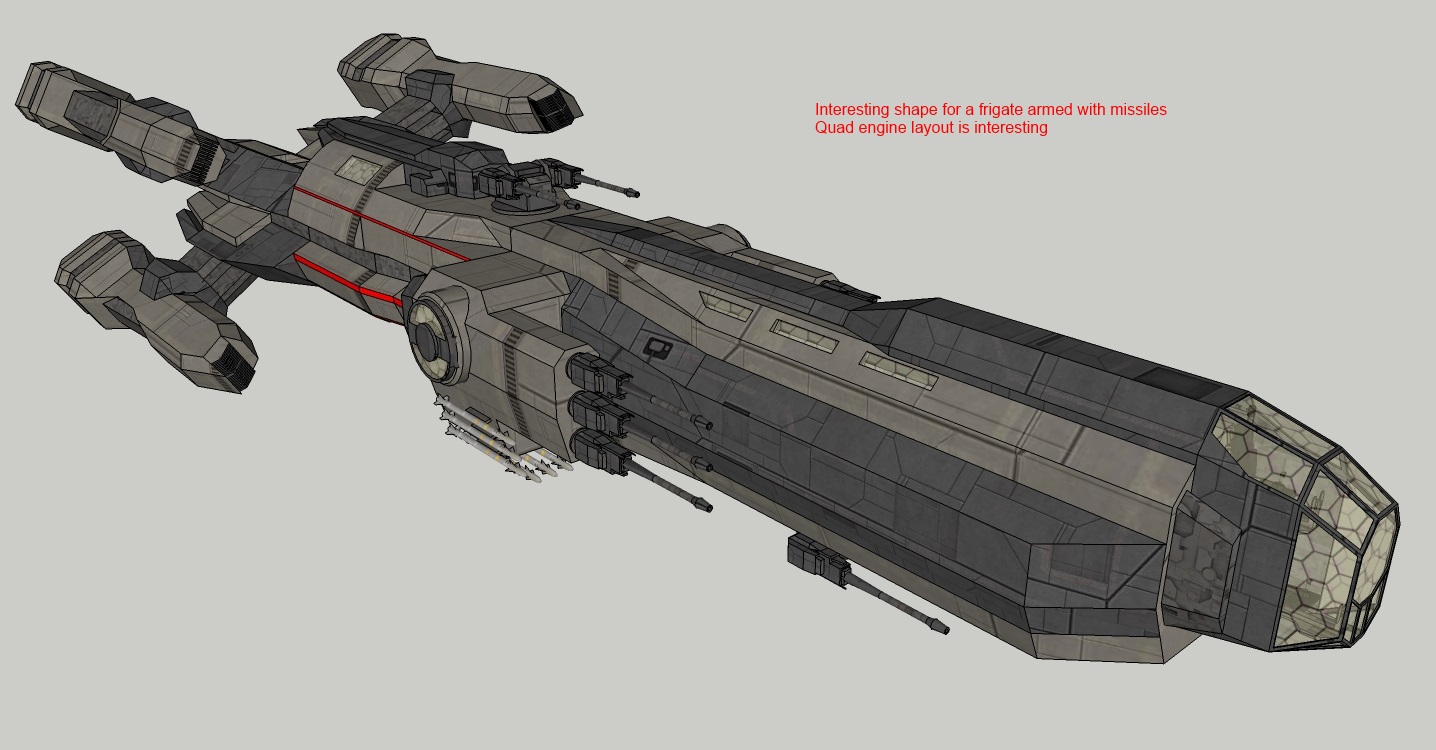 Interesting shape for a frigate armed with missiles
Quad engine layout is interesting